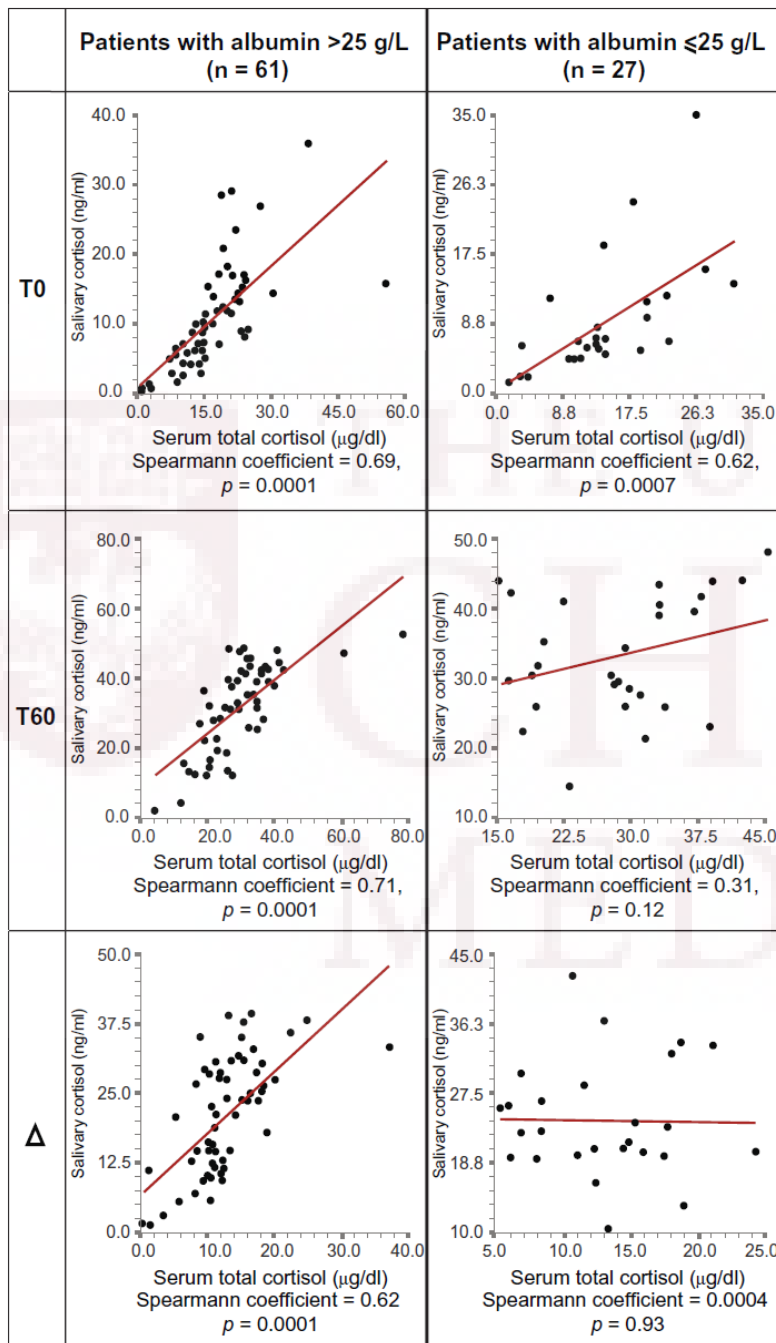 Patients with albumin >25 g/L
(n = 61)
Patients with albumin ⩽25 g/L
(n = 27)
T0
Salivary cortisol (ng/ml)
40.0
30.0
20.0
10.0
0.0
0.0 15.0 30.0 45.0 60.0
Serum total cortisol (μg/dl)
Spearmann coefficient = 0.69,
p = 0.0001
Salivary cortisol (ng/ml)
35.0
26.3
17.5
8.8
0.0
0.0 8.8 17.5 26.3 35.0
Serum total cortisol (μg/dl)
Spearmann coefficient = 0.62,
p = 0.0007
T60
Salivary cortisol (ng/ml)
80.0
60.0
40.0
20.0
0.0
0.0 20.0 40.0 60.0 80.0
Serum total cortisol (μg/dl)
Spearmann coefficient = 0.71,
p = 0.0001
Salivary cortisol (ng/ml)
50.0
40.0
30.0
20.0
10.0
15.0 22.5 30.0 37.5 45.0
Serum total cortisol (μg/dl)
Spearmann coefficient = 0.31,
p = 0.12
Δ
Salivary cortisol (ng/ml)
50.0
37.5
25.0
12.5
0.0
0.0 10.0 20.0 30.0 40.0
Serum total cortisol (μg/dl)
Spearmann coefficient = 0.62
p = 0.0001
Salivary cortisol (ng/ml)
45.0
36.3
27.5
18.8
10.0
5.0 10.0 15.0 20.0 25.0
Serum total cortisol (μg/dl)
Spearmann coefficient = 0.0004
p = 0.93
THE U
CH
MED